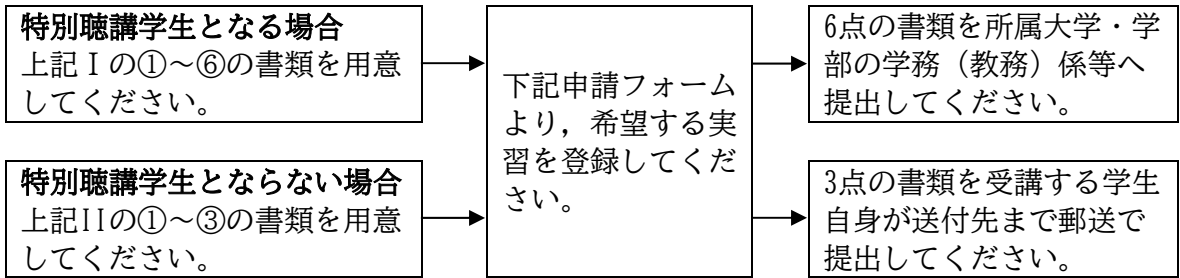 特別聴講学生となる場合
上記Ⅰの①～⑥の書類を用意
してください。
特別聴講学生とならない場合
上記IIの①～③の書類を用意
してください。
下記申請フォーム
より，希望する実
習を登録してくだ
さい。
6点の書類を所属大学・学
部の学務（教務）係等へ
提出してください。
3点の書類を受講する学生
自身が送付先まで郵送で
提出してください。